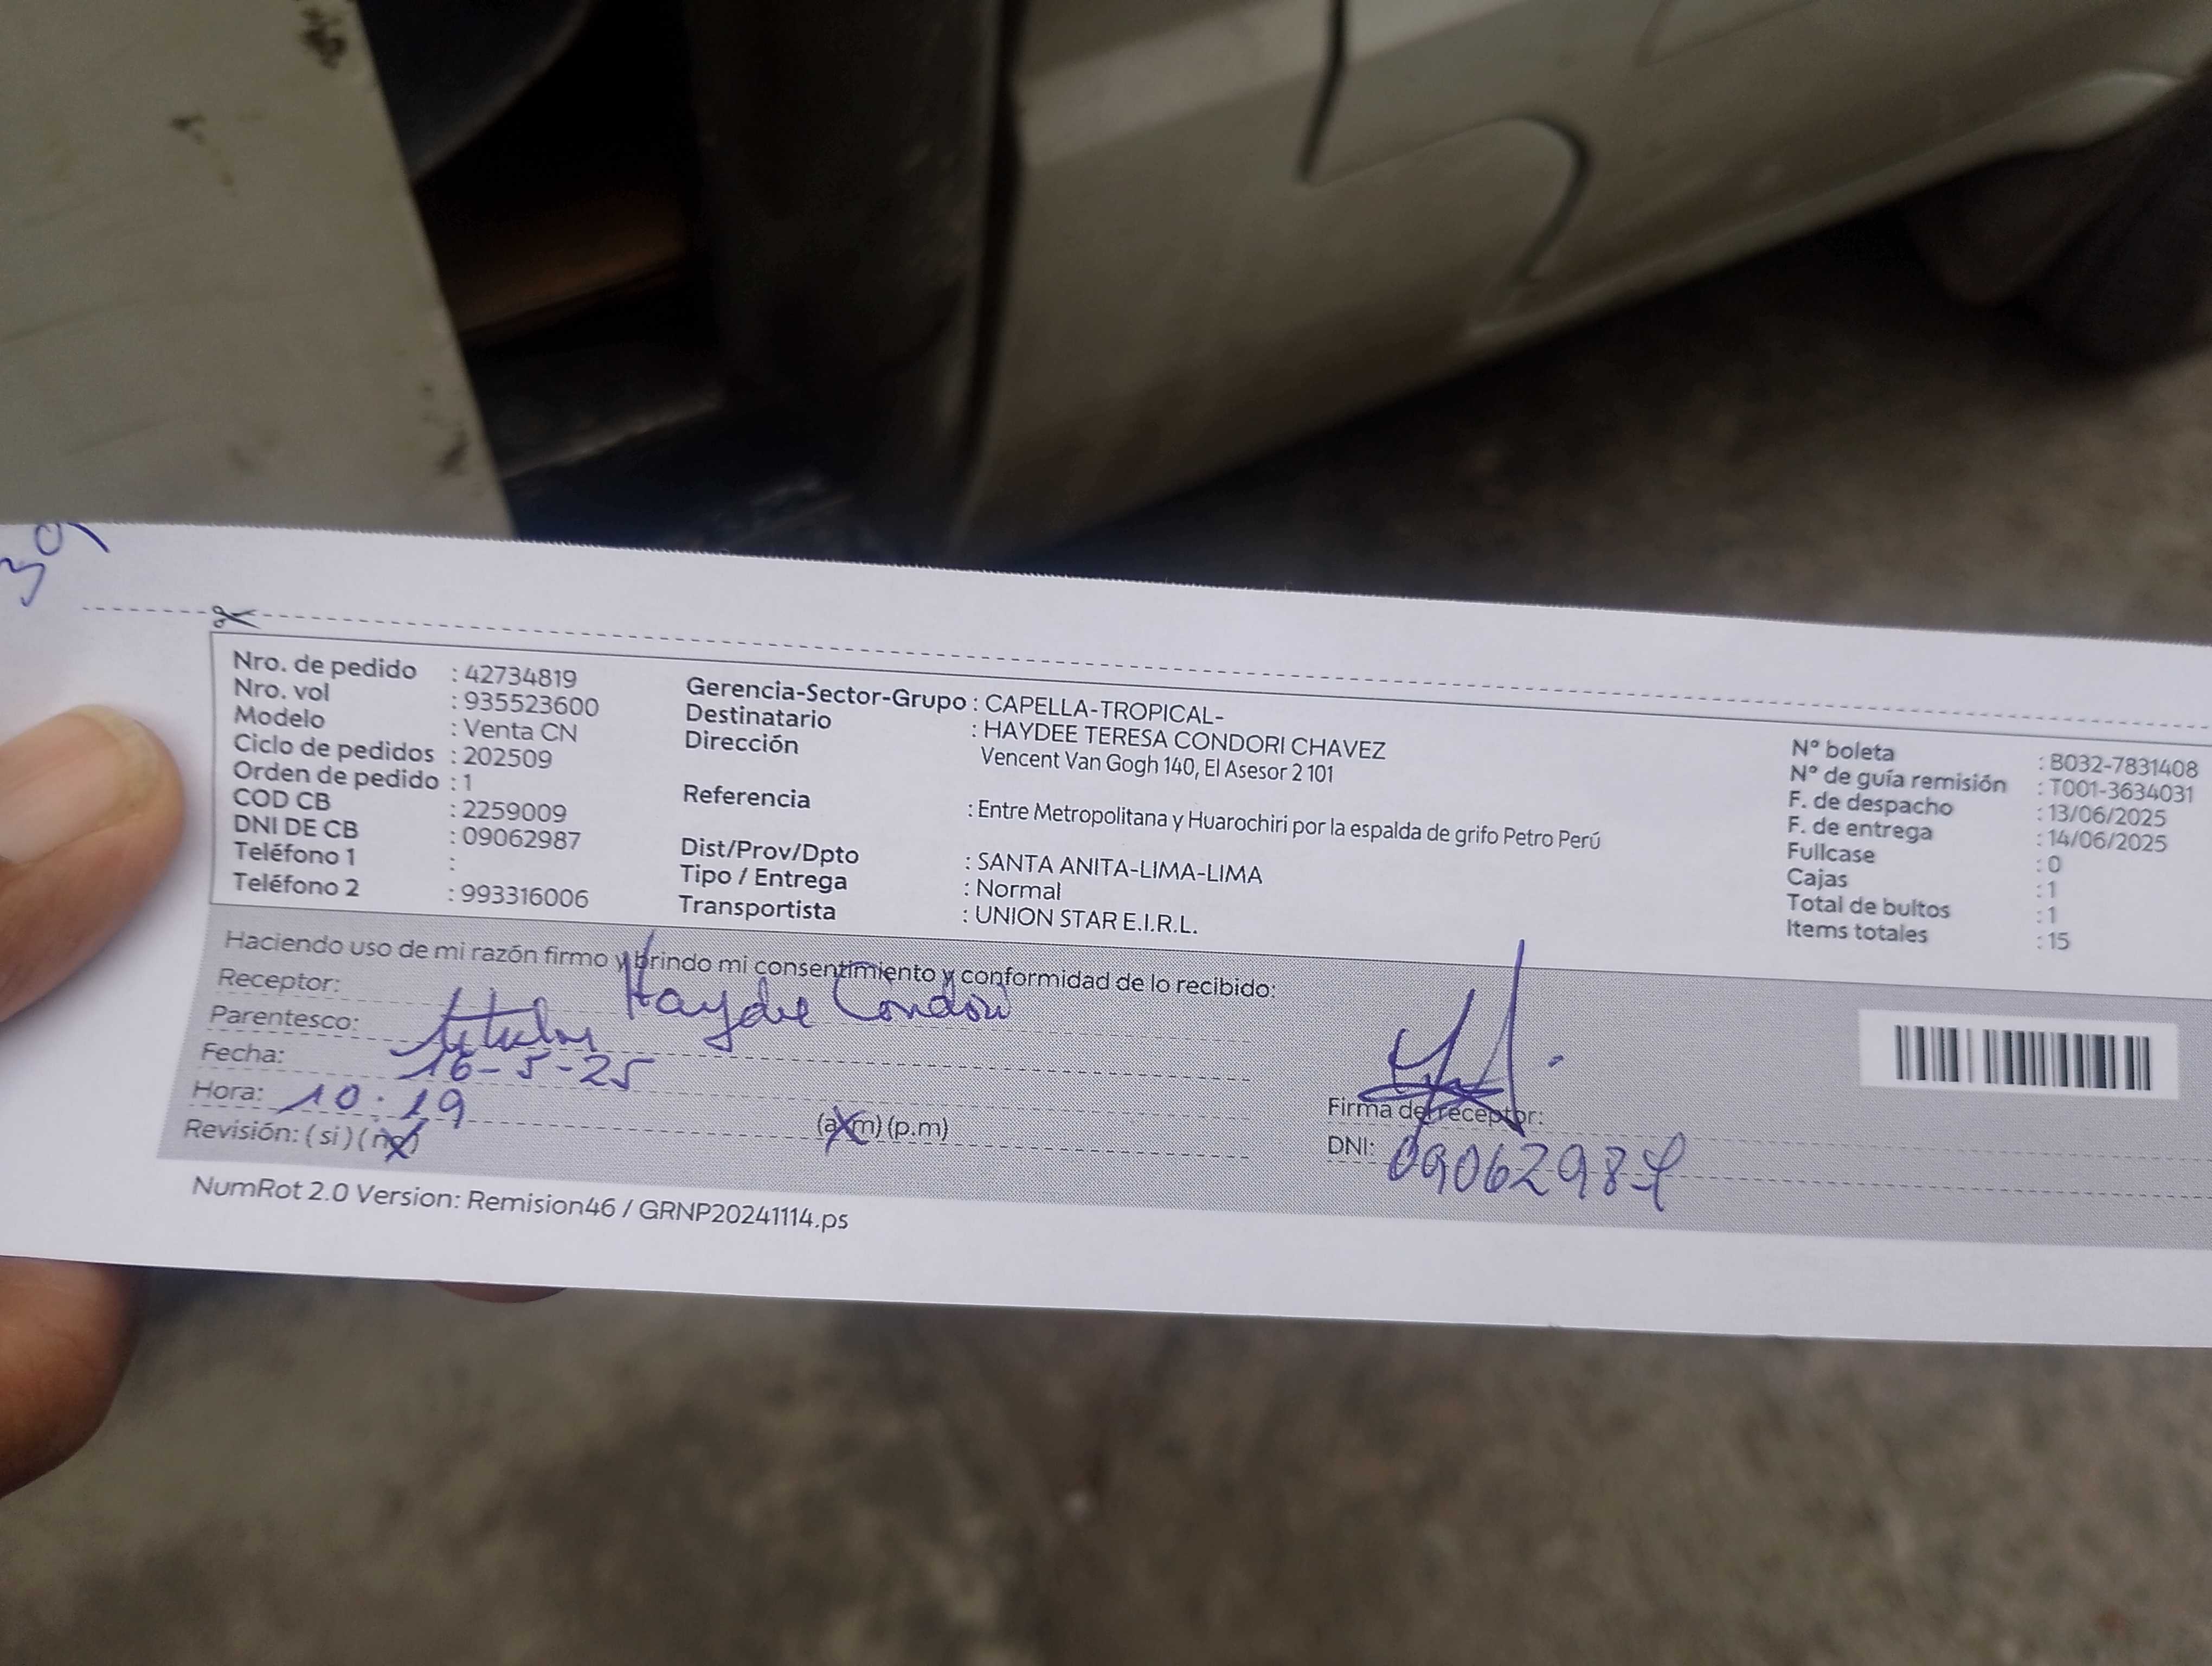 30
Nro. de pedido : 42734819
Nro. vol : 935523600
Modelo : Venta CN
Ciclo de pedidos : 202509
Orden de pedido : 1
COD CB : 2259009
DNI DE CB : 09062987
Teléfono 1 :
Teléfono 2 : 993316006
Gerencia-Sector-Grupo : CAPELLA-TROPICAL-
Destinatario : HAYDEE TERESA CONDORI CHAVEZ
Dirección Vencent Van Gogh 140, El Asesor 2 101
Referencia : Entre Metropolitana y Huarochiri por la espalda de grifo Petro Perú
Dist/Prov/Dpto : SANTA ANITA-LIMA-LIMA
Tipo / Entrega : Normal
Transportista : UNION STAR E.I.R.L.
N° boleta : B032-7831408
N° de guía remisión : T001-3634031
F. de despacho : 13/06/2025
F. de entrega : 14/06/2025
Fullcase : 0
Cajas : 1
Total de bultos : 1
Items totales : 15
Haciendo uso de mi razón firmo y brindo mi consentimiento y conformidad de lo recibido:
Receptor: Haydee Condori
Parentesco: titular
Fecha: 16-5-25
Hora: 10:19 (a.m) (p.m)
Revisión: (si) (no)
Firma del receptor:
DNI: 09062987
NumRot 2.0 Version: Remision46 / GRNP20241114.ps